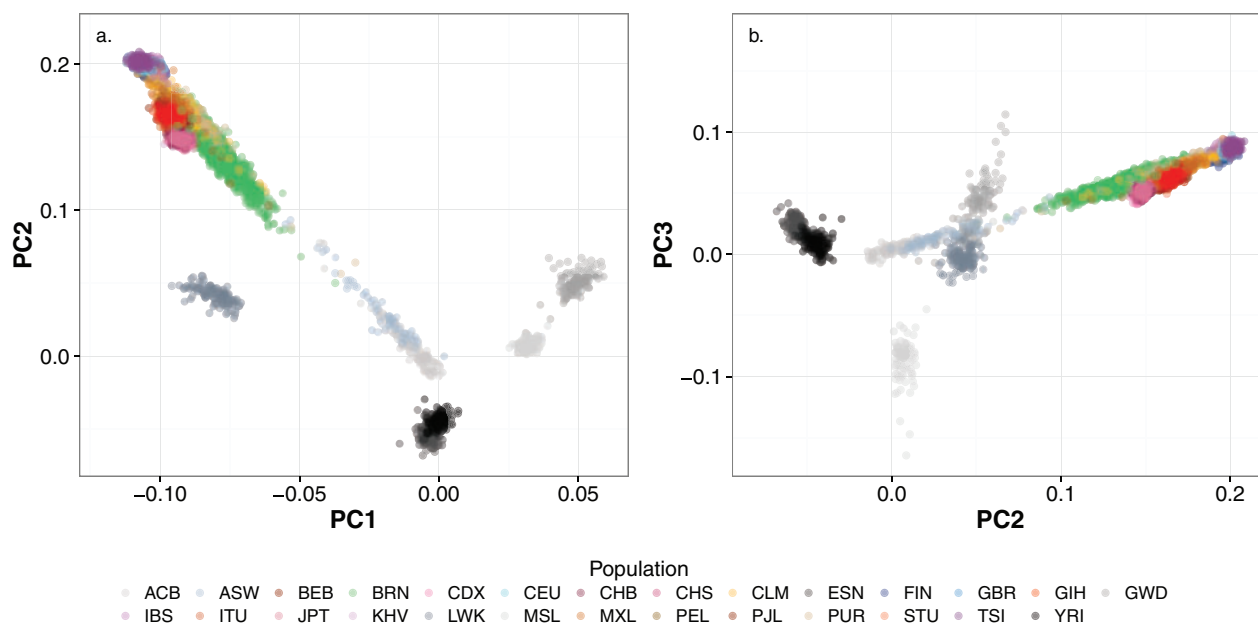 a.
0.2
0.1
0.0
PC2
−0.10
−0.05
0.00
0.05
PC1
b.
0.1
0.0
−0.1
PC3
0.0
0.1
0.2
PC2
Population
ACB ASW BEB BRN CDX CEU CHB CHS CLM ESN FIN GBR GIH GWD
IBS ITU JPT KHV LWK MSL MXL PEL PJL PUR STU TSI YRI